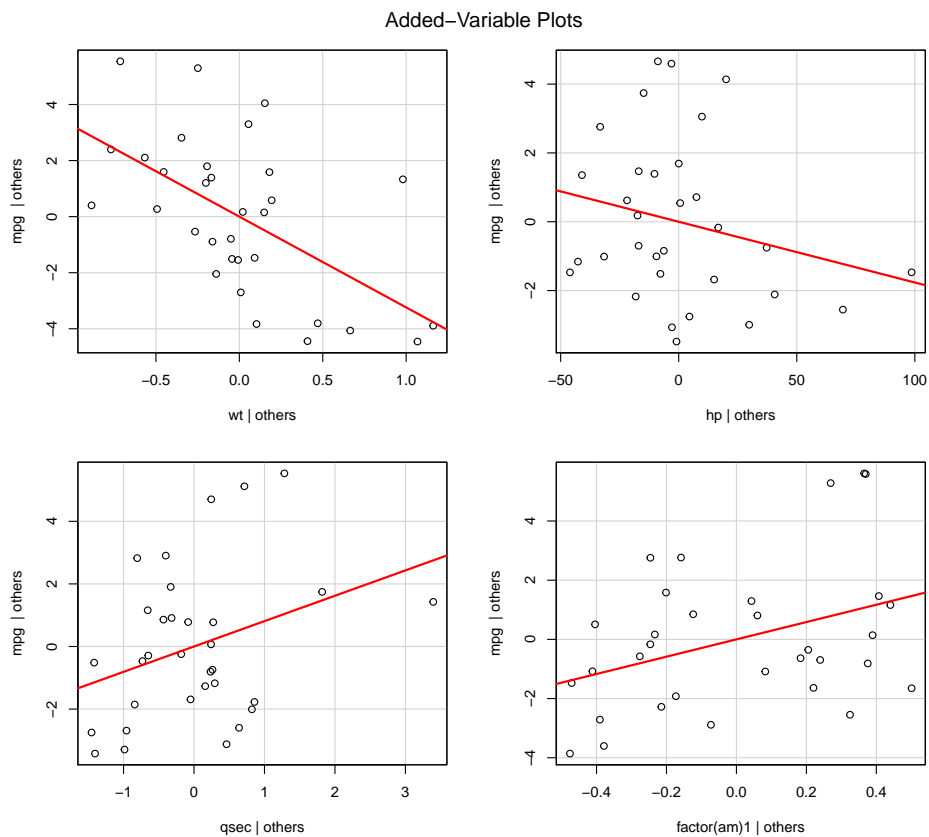 Added−Variable Plots
mpg | others
4
2
0
−2
−4
−0.5 0.0 0.5 1.0
wt | others
mpg | others
4
2
0
−2
−50 0 50 100
hp | others
mpg | others
4
2
0
−2
−1 0 1 2 3
qsec | others
mpg | others
4
2
0
−2
−4
−0.4 −0.2 0.0 0.2 0.4
factor(am)1 | others